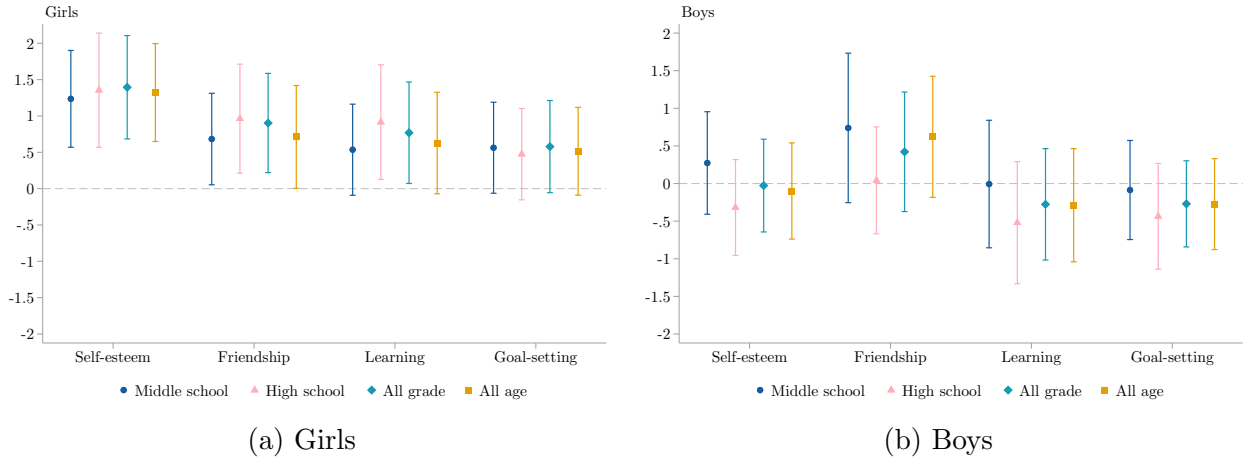 Girls
2
1.5
1
.5
0
-.5
-1
-1.5
-2
Self-esteem Friendship Learning Goal-setting
Middle school High school All grade All age
(a) Girls
Boys
2
1.5
1
.5
0
-.5
-1
-1.5
-2
Self-esteem Friendship Learning Goal-setting
Middle school High school All grade All age
(b) Boys